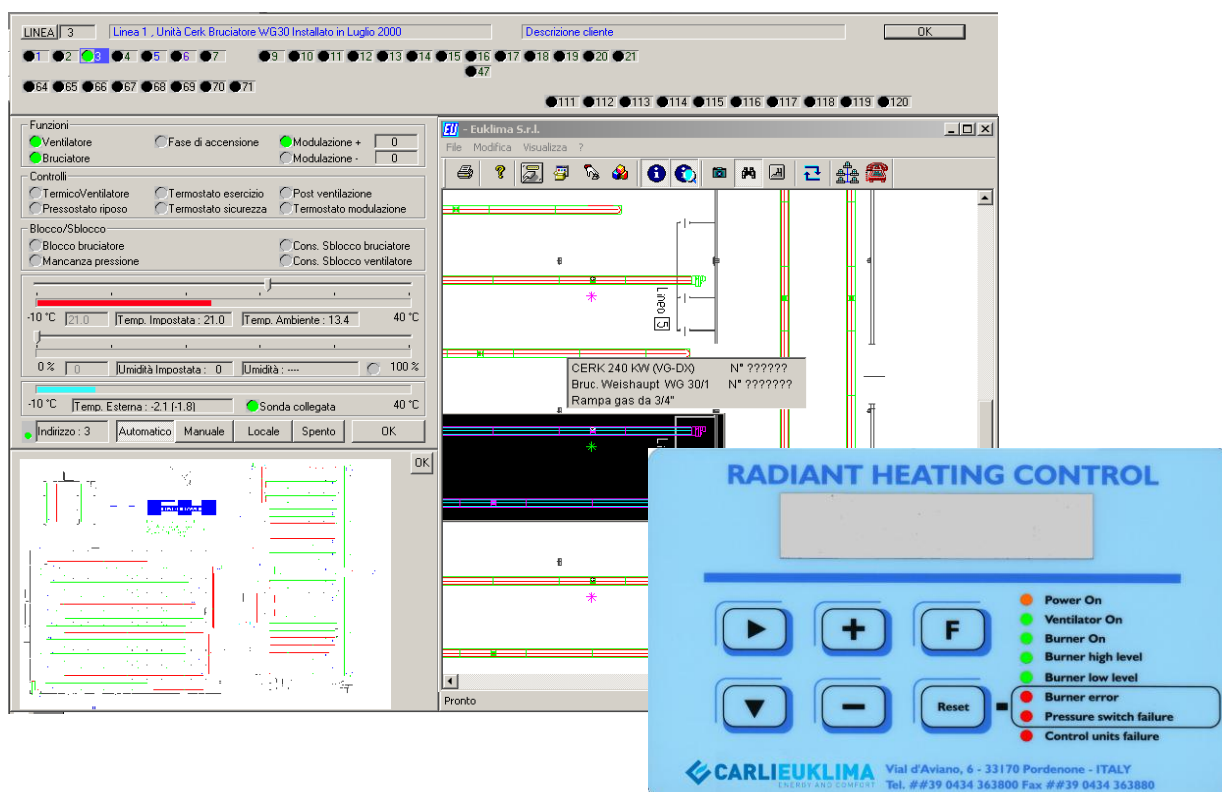 LINEA 3 Linea 1 , Unità Cerk Bruciatore WG30 Installato in Luglio 2000 Descrizione cliente OK
1 2 3 4 5 6 7 9 10 11 12 13 14 15 16 17 18 19 20 21
47
64 65 66 67 68 69 70 71
111 112 113 114 115 116 117 118 119 120
Funzioni
Ventilatore Fase di accensione Modulazione + 0
Bruciatore Modulazione - 0
Controlli
TermicoVentilatore Termostato esercizio Post ventilazione
Pressostato riposo Termostato sicurezza Termostato modulazione
Blocco/Sblocco
Blocco bruciatore Cons. Sblocco bruciatore
Mancanza pressione Cons. Sblocco ventilatore
-10 °C 21.0 Temp. Impostata : 21.0 Temp. Ambiente : 13.4 40 °C
0 % 0 Umidità Impostata : 0 Umidità : ---- 100 %
-10 °C Temp. Esterna : -2.1 (-1.8) Sonda collegata 40 °C
Indirizzo : 3 Automatico Manuale Locale Spento OK
OK
EU - Euklima S.r.l.
File Modifica Visualizza ?
Linea 5
CERK 240 KW (VG-DX) N° ??????
Bruc. Weishaupt WG 30/1 N° ???????
Rampa gas da 3/4"
Pronto
RADIANT HEATING CONTROL
F
Reset
Power On
Ventilator On
Burner On
Burner high level
Burner low level
Burner error
Pressure switch failure
Control units failure
CARLIEUKLIMA
ENERGY AND COMFORT
Vial d'Aviano, 6 - 33170 Pordenone - ITALY
Tel. ##39 0434 363800 Fax ##39 0434 363880